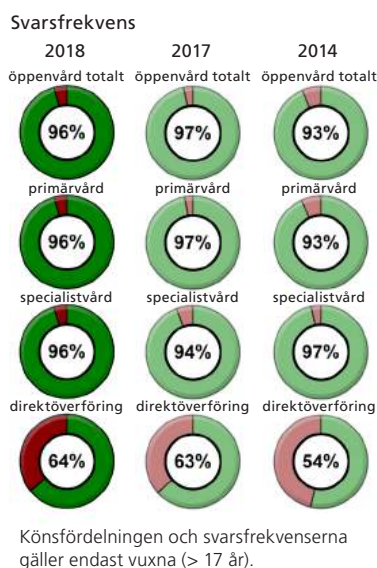 Svarsfrekvens
2018 2017 2014
öppenvård totalt öppenvård totalt öppenvård totalt
96% 97% 93%
primärvård primärvård primärvård
96% 97% 93%
specialistvård specialistvård specialistvård
96% 94% 97%
direktöverföring direktöverföring direktöverföring
64% 63% 54%
Könsfördelningen och svarsfrekvenserna
gäller endast vuxna (> 17 år).